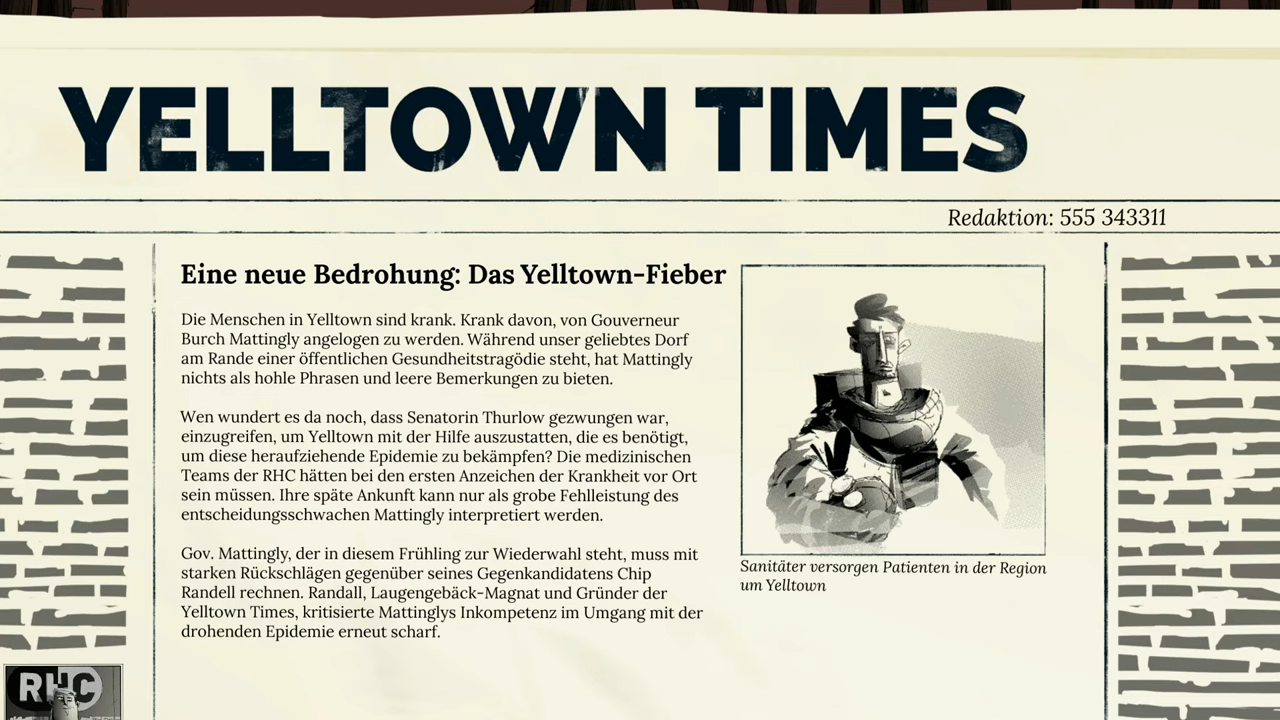 YELLTOWN TIMES
Redaktion: 555 343311
Eine neue Bedrohung: Das Yelltown-Fieber
Die Menschen in Yelltown sind krank. Krank davon, von Gouverneur
Burch Mattingly angelogen zu werden. Während unser geliebtes Dorf
am Rande einer öffentlichen Gesundheitstragödie steht, hat Mattingly
nichts als hohle Phrasen und leere Bemerkungen zu bieten.
Wen wundert es da noch, dass Senatorin Thurlow gezwungen war,
einzugreifen, um Yelltown mit der Hilfe auszustatten, die es benötigt,
um diese heraufziehende Epidemie zu bekämpfen? Die medizinischen
Teams der RHC hätten bei den ersten Anzeichen der Krankheit vor Ort
sein müssen. Ihre späte Ankunft kann nur als grobe Fehlleistung des
entscheidungsschwachen Mattingly interpretiert werden.
Gov. Mattingly, der in diesem Frühling zur Wiederwahl steht, muss mit
starken Rückschlägen gegenüber seines Gegenkandidatens Chip
Randell rechnen. Randall, Laugengebäck-Magnat und Gründer der
Yelltown Times, kritisierte Mattinglys Inkompetenz im Umgang mit der
drohenden Epidemie erneut scharf.
Sanitäter versorgen Patienten in der Region
um Yelltown
RHC